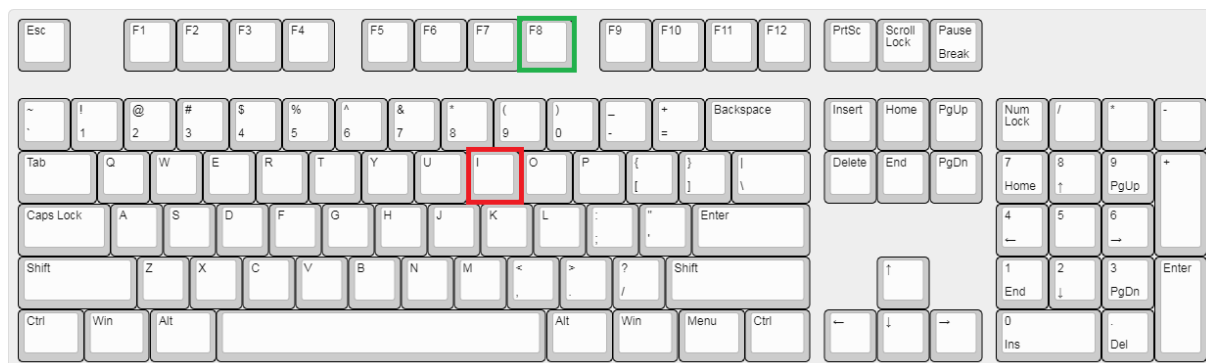 Esc F1 F2 F3 F4 F5 F6 F7 F8 F9 F10 F11 F12 PrtSc Scroll Pause
Lock
Break
~ ! @ # $ % ^ & * ( ) _ + Backspace Insert Home PgUp Num / * -
Lock
` 1 2 3 4 5 6 7 8 9 0 - =
Tab Q W E R T Y U I O P { } | Delete End PgDn 7 8 9 +
[ ] \ Home ↑ PgUp
Caps Lock A S D F G H J K L : " Enter 4 5 6
; ' ← →
Shift Z X C V B N M < > ? Shift ↑ 1 2 3 Enter
, . / End ↓ PgDn
Ctrl Win Alt Alt Win Menu Ctrl ← ↓ → 0 .
Ins Del